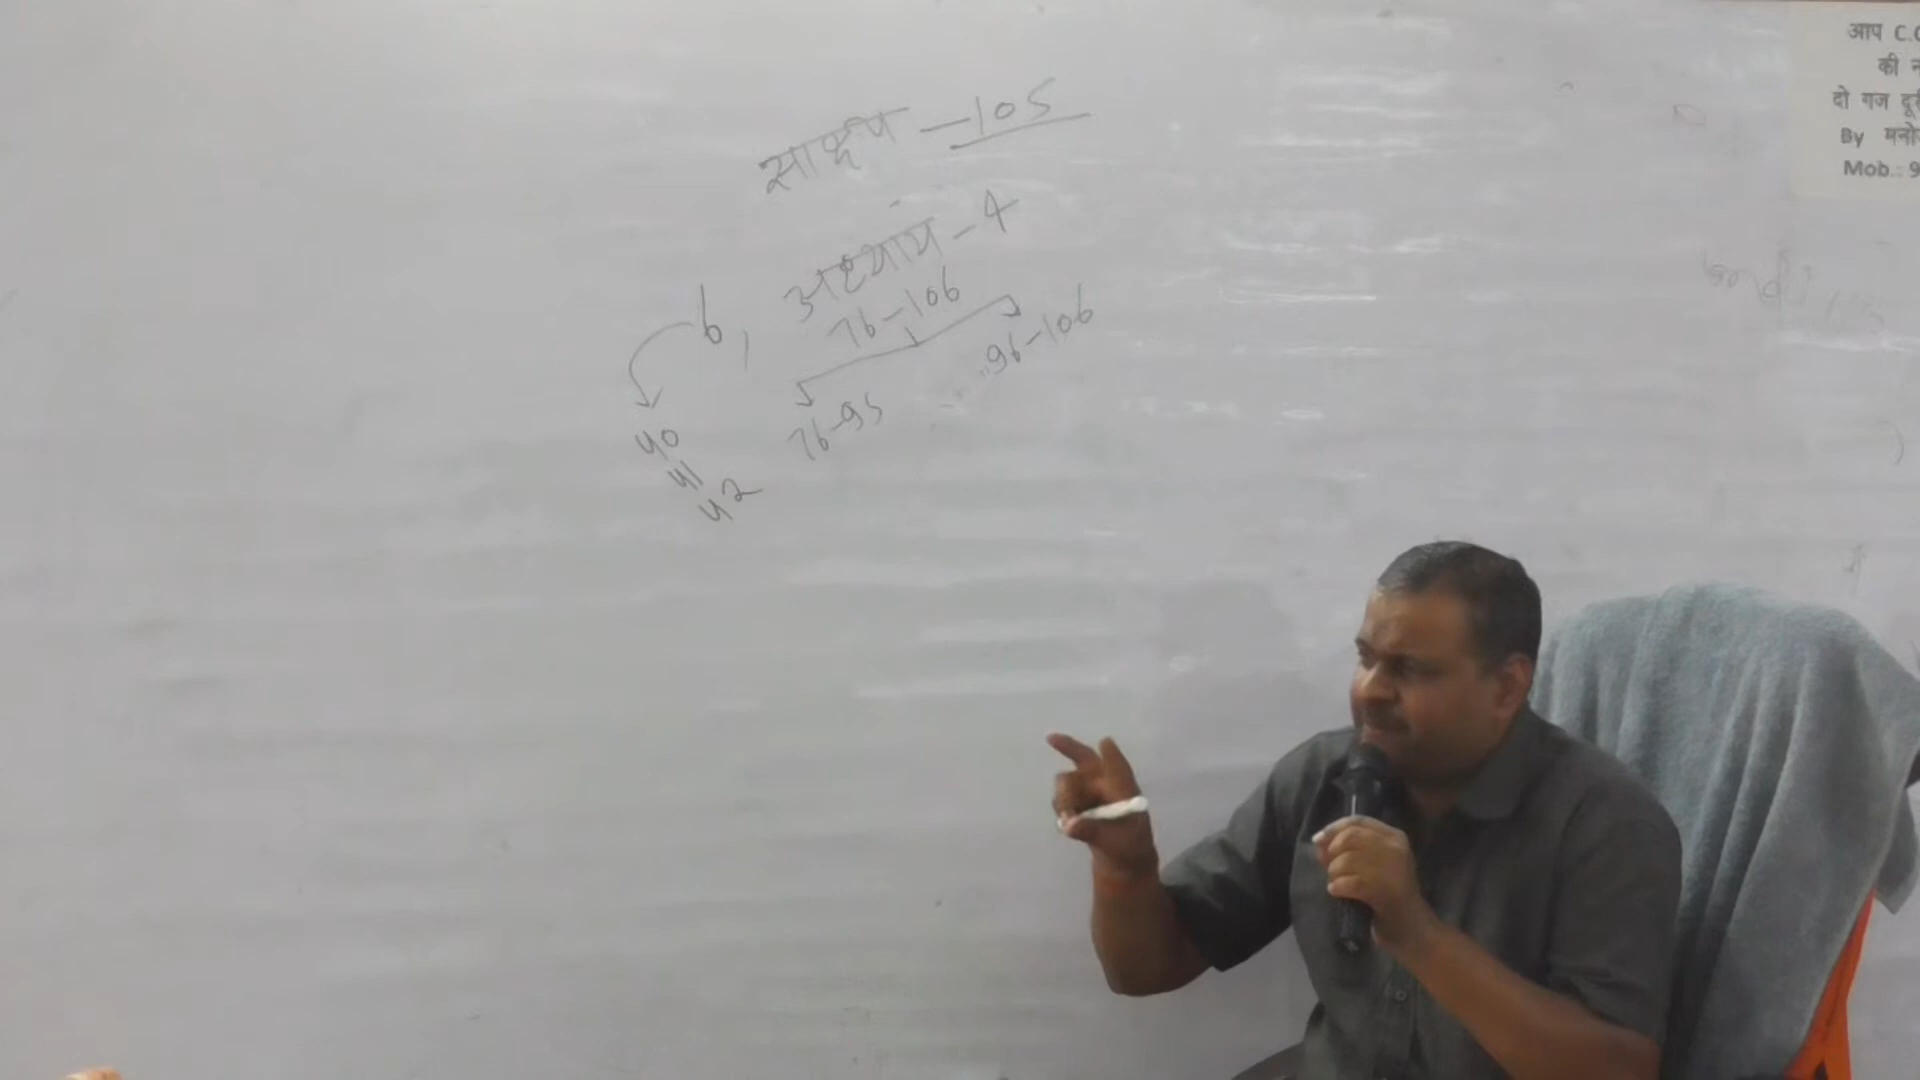 साक्ष्य - 105
अध्याय - 4
6,
76-106
76-95
96-106
40
41
42
आप C.C
की न
दो गज दूरी
By मनो
Mob.: 9